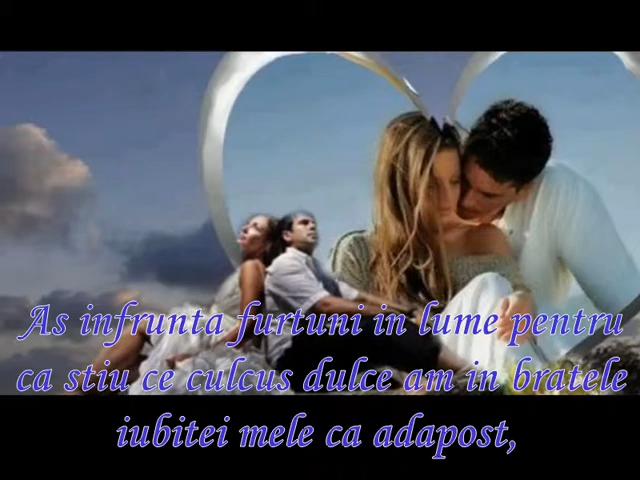 As infrunta furtuni in lume pentru
ca stiu ce culcus dulce am in bratele
iubitei mele ca adapost,